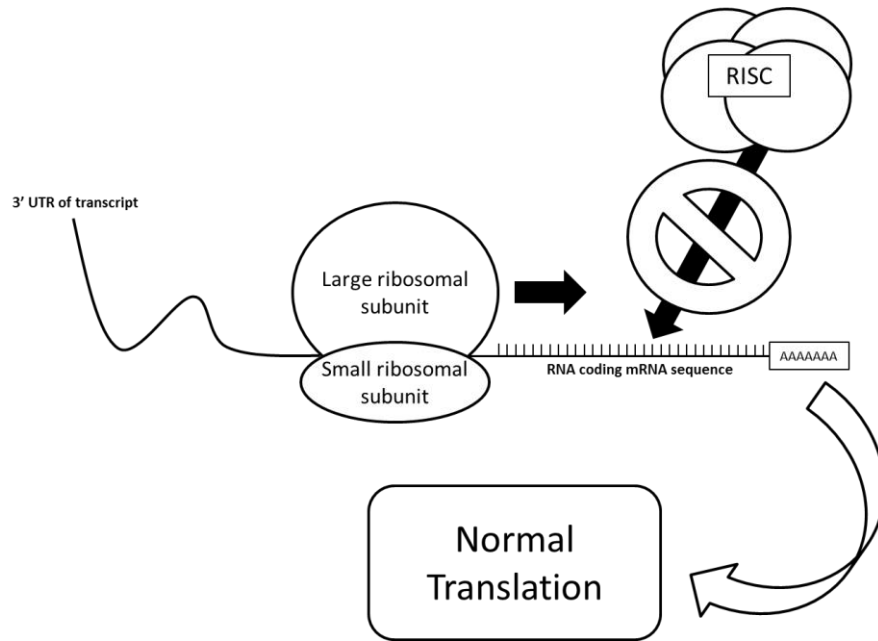 RISC
3' UTR of transcript
Large ribosomal
subunit
Small ribosomal
subunit
RNA coding mRNA sequence
AAAAAAA
Normal
Translation